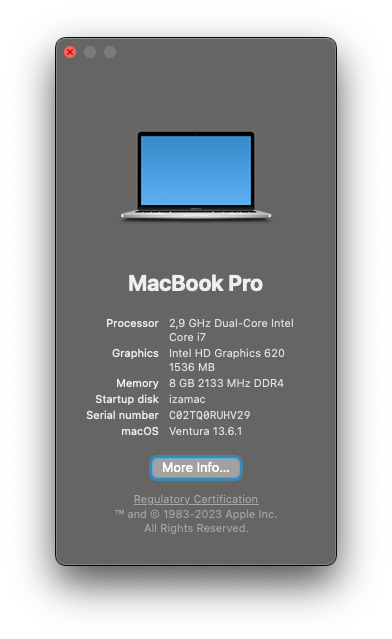 MacBook Pro
Processor 2,9 GHz Dual-Core Intel
Core i7
Graphics Intel HD Graphics 620
1536 MB
Memory 8 GB 2133 MHz DDR4
Startup disk izamac
Serial number C02TQ0RUHV29
macOS Ventura 13.6.1
More Info...
Regulatory Certification
™ and © 1983-2023 Apple Inc.
All Rights Reserved.